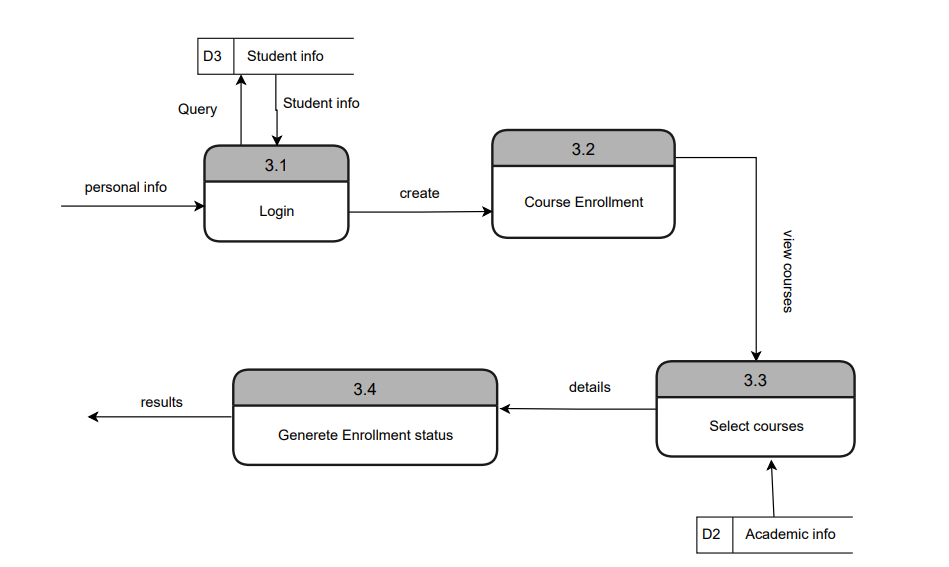 D3 Student info
Query
Student info
3.1
Login
personal info
create
3.2
Course Enrollment
view courses
3.3
Select courses
details
3.4
Generete Enrollment status
results
D2 Academic info